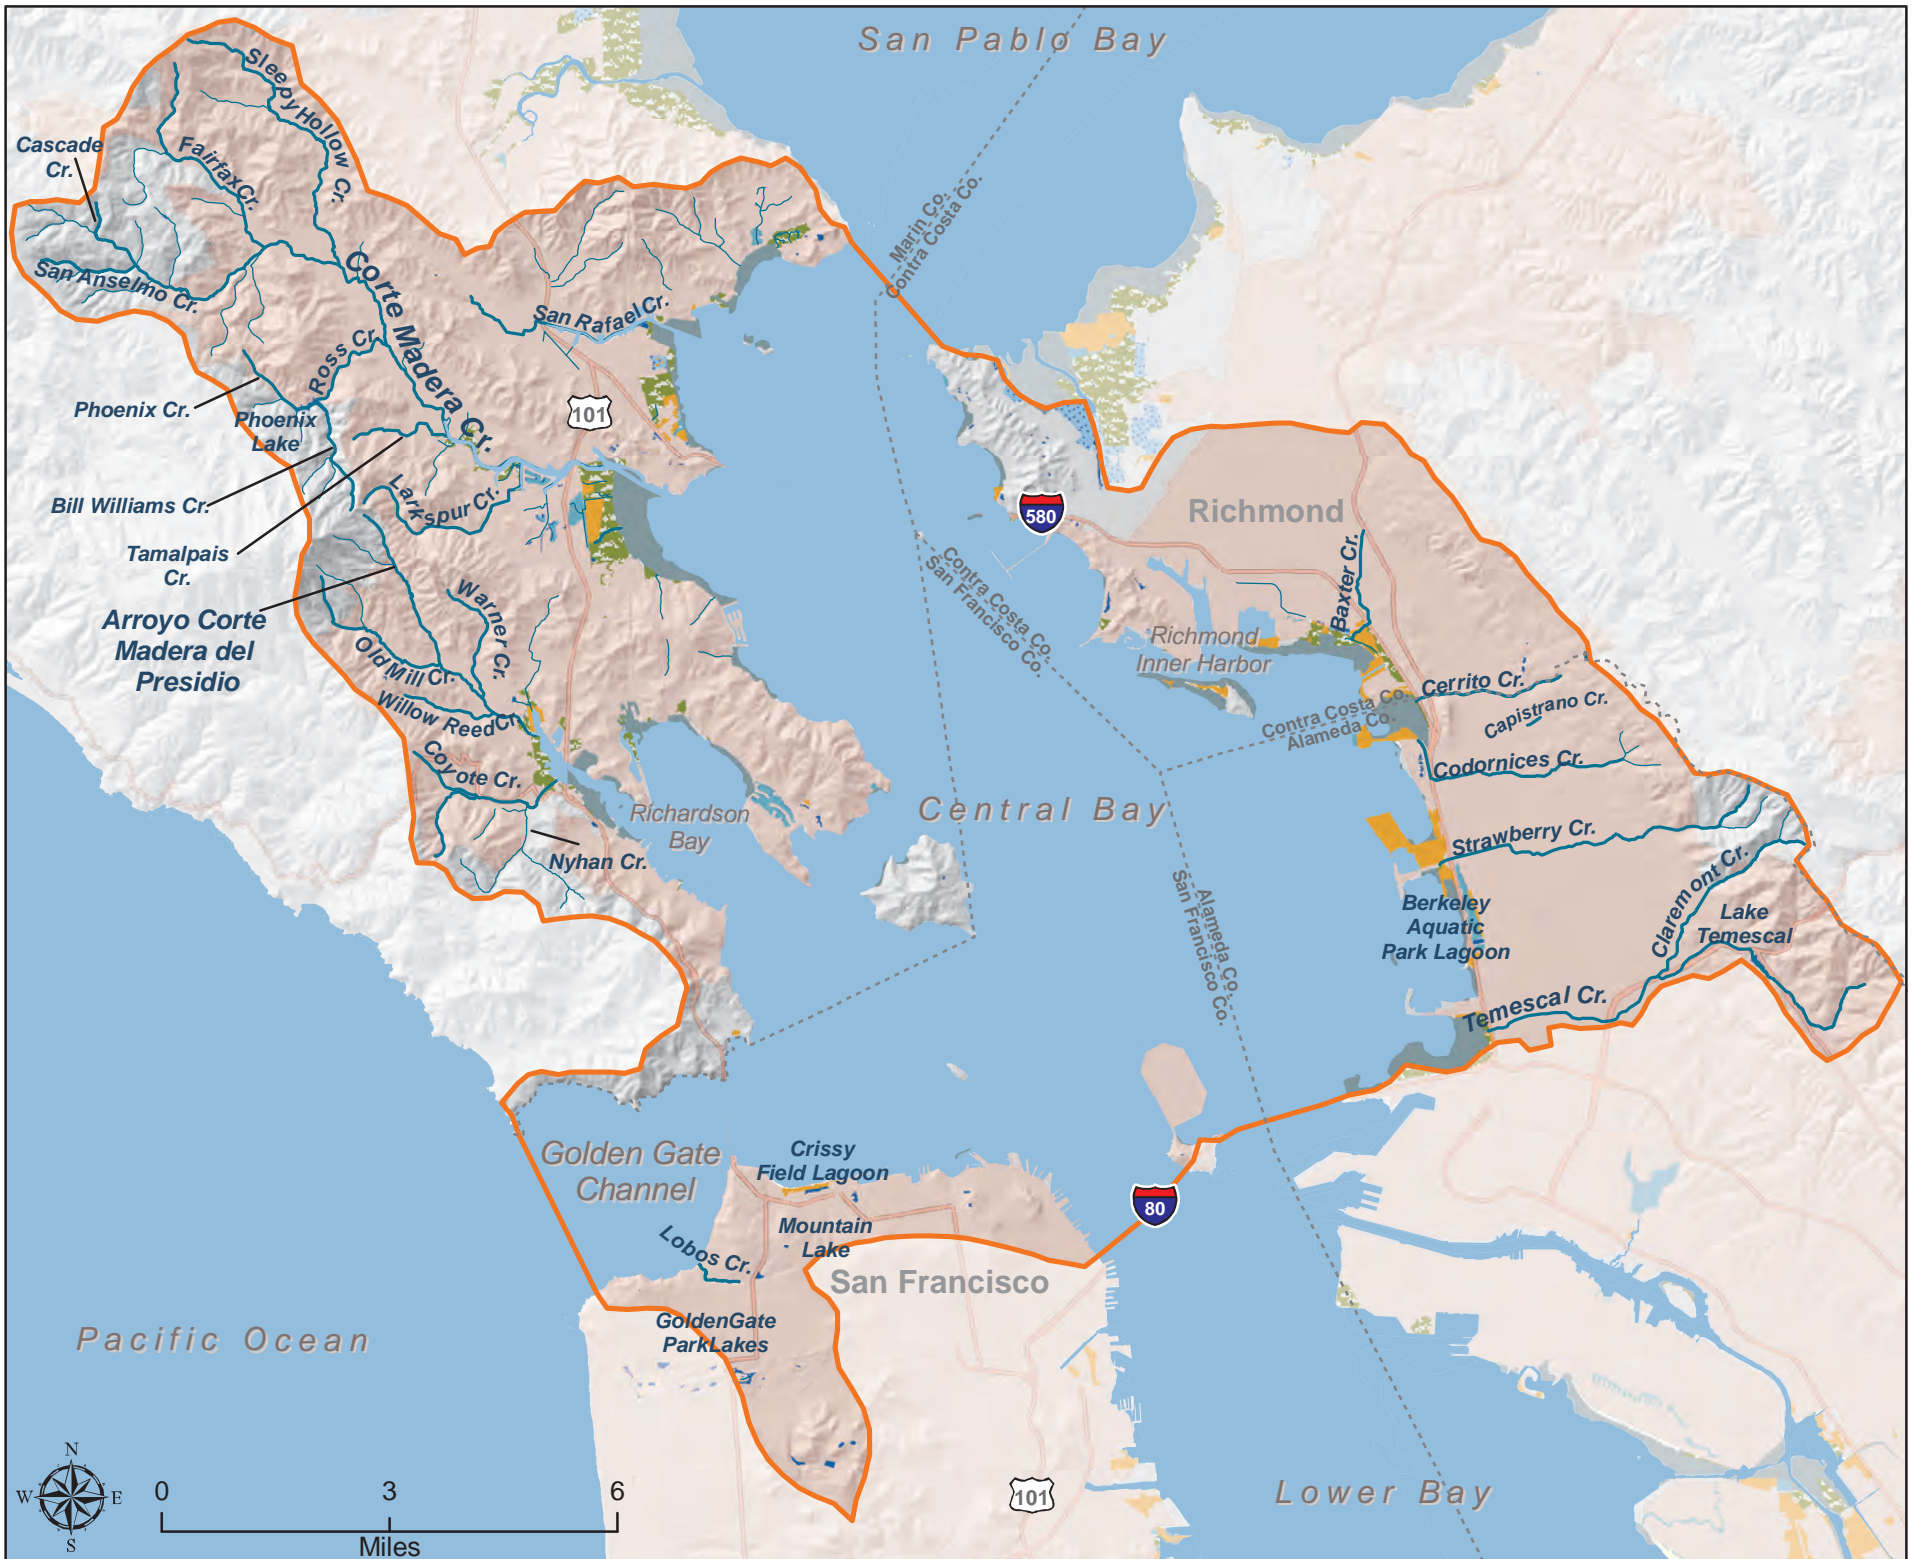 San Pablo Bay
Sleepy Hollow Cr.
Cascade
Cr.
Fairfax Cr.
Marin Co.
Contra Costa Co.
San Anselmo Cr.
Corte Madera Cr.
San Rafael Cr.
Ross Cr.
Phoenix Cr.
Phoenix
Lake
101
Bill Williams Cr.
Larkspur Cr.
580
Richmond
Tamalpais
Cr.
Contra Costa Co.
San Francisco Co.
Baxter Cr.
Arroyo Corte
Madera del
Presidio
Warner Cr.
Richmond
Inner Harbor
Old Mill Cr.
Cerrito Cr.
Willow Reed Cr.
Contra Costa Co.
Alameda Co.
Capistrano Cr.
Coyote Cr.
Codornices Cr.
Richardson
Bay
Central Bay
Strawberry Cr.
Nyhan Cr.
Alameda Co.
San Francisco Co.
Berkeley
Aquatic
Park Lagoon
Claremont Cr.
Lake
Temescal
Temescal Cr.
Golden Gate
Channel
Crissy
Field Lagoon
80
Mountain
Lake
Lobos Cr.
San Francisco
GoldenGate
ParkLakes
Pacific Ocean
N
W E
S
0 3 6
Miles
101
Lower Bay